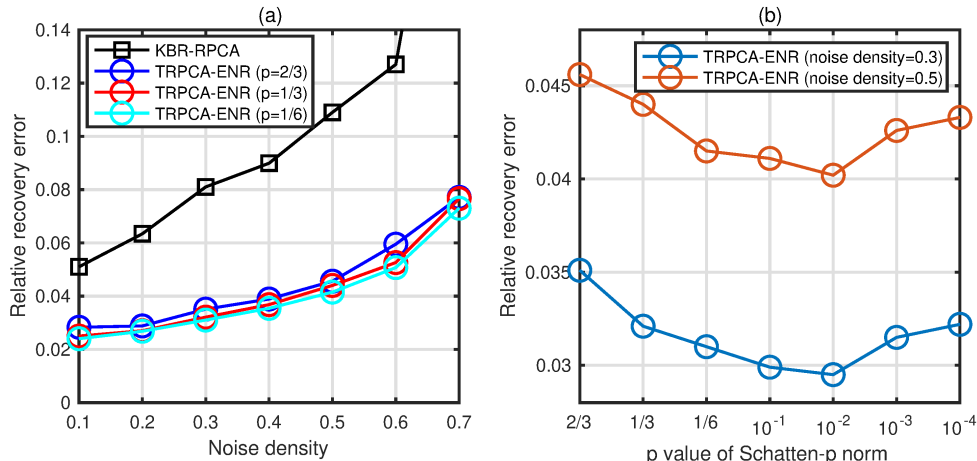 (a)
0.14
0.12
0.1
0.08
0.06
0.04
0.02
0
Relative recovery error
KBR-RPCA
TRPCA-ENR (p=2/3)
TRPCA-ENR (p=1/3)
TRPCA-ENR (p=1/6)
0.1 0.2 0.3 0.4 0.5 0.6 0.7
Noise density
(b)
0.045
0.04
0.035
0.03
Relative recovery error
TRPCA-ENR (noise density=0.3)
TRPCA-ENR (noise density=0.5)
2/3 1/3 1/6 10⁻¹ 10⁻² 10⁻³ 10⁻⁴
p value of Schatten-p norm